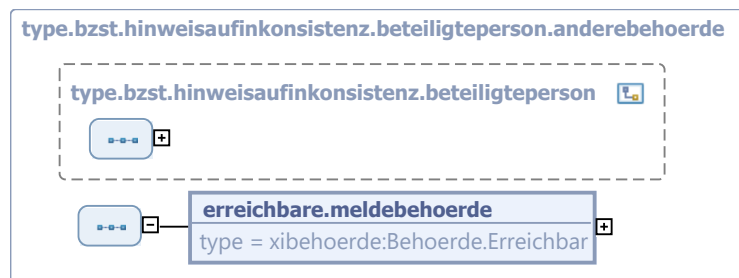 type.bzst.hinweisaufinkonsistenz.beteiligteperson.anderebehoerde
type.bzst.hinweisaufinkonsistenz.beteiligteperson
erreichbare.meldebehoerde
type = xibehoerde:Behoerde.Erreichbar